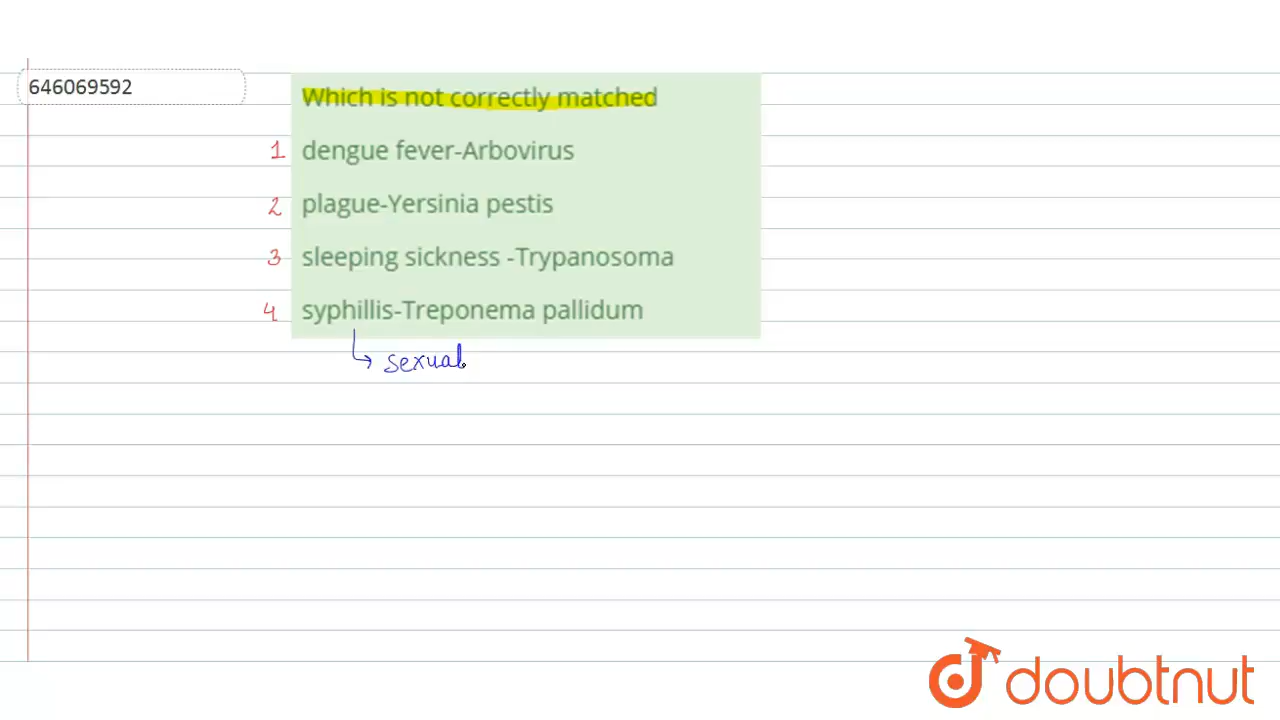 646069592
Which is not correctly matched
1 dengue fever-Arbovirus
2 plague-Yersinia pestis
3 sleeping sickness -Trypanosoma
4 syphillis-Treponema pallidum
sexual
doubtnut